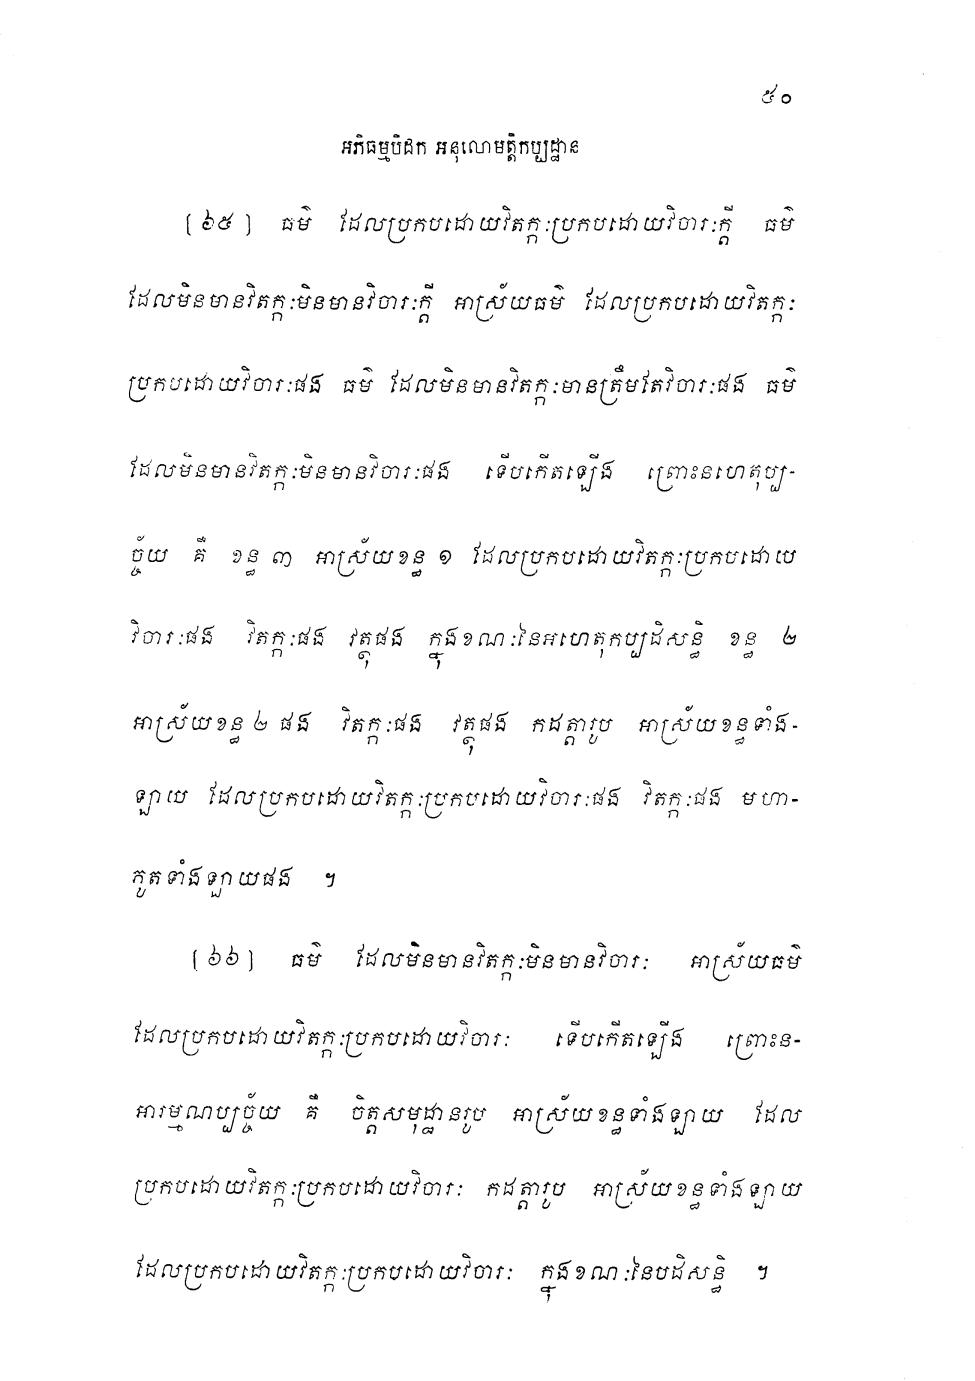 ៥០
អភិធម្មបិដក អនុលោមត្តិកប្បដ្ឋាន
[៦៥] ធម៌ ដែលប្រកបដោយវិតក្កៈប្រកបដោយវិចារៈក្តី ធម៌
ដែលមិនមានវិតក្កៈមិនមានវិចារៈក្តី អាស្រ័យធម៌ ដែលប្រកបដោយវិតក្កៈ
ប្រកបដោយវិចារៈផង ធម៌ ដែលមិនមានវិតក្កៈមានត្រឹមតែវិចារៈផង ធម៌
ដែលមិនមានវិតក្កៈមិនមានវិចារៈផង ទើបកើតឡើង ព្រោះនហេតុប្ប-
ច្ច័យ គឺ ខន្ធ ៣ អាស្រ័យខន្ធ ១ ដែលប្រកបដោយវិតក្កៈប្រកបដោយ
វិចារៈផង វិតក្កៈផង វត្ថុផង ក្នុងខណៈនៃអហេតុកប្បដិសន្ធិ ខន្ធ ២
អាស្រ័យខន្ធ ២ ផង វិតក្កៈផង វត្ថុផង កដត្តារូប អាស្រ័យខន្ធទាំង-
ឡាយ ដែលប្រកបដោយវិតក្កៈប្រកបដោយវិចារៈផង វិតក្កៈផង មហា-
ភូតទាំងឡាយផង ។
[៦៦] ធម៌ ដែលមិនមានវិតក្កៈមិនមានវិចារៈ អាស្រ័យធម៌
ដែលប្រកបដោយវិតក្កៈប្រកបដោយវិចារៈ ទើបកើតឡើង ព្រោះន-
អារម្មណប្បច្ច័យ គឺ ចិត្តសមុដ្ឋានរូប អាស្រ័យខន្ធទាំងឡាយ ដែល
ប្រកបដោយវិតក្កៈប្រកបដោយវិចារៈ កដត្តារូប អាស្រ័យខន្ធទាំងឡាយ
ដែលប្រកបដោយវិតក្កៈប្រកបដោយវិចារៈ ក្នុងខណៈនៃបដិសន្ធិ ។